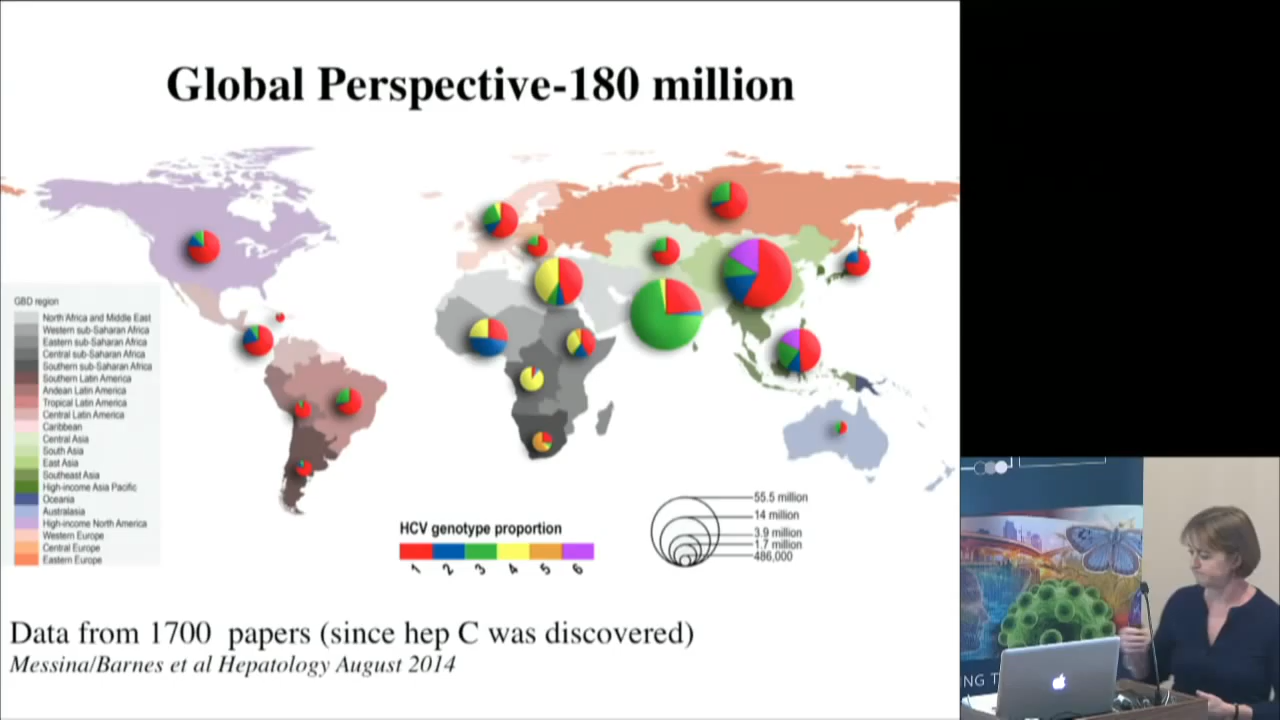 Global Perspective-180 million
GBD region
North Africa and Middle East
Western sub-Saharan Africa
Eastern sub-Saharan Africa
Central sub-Saharan Africa
Southern sub-Saharan Africa
Southern Latin America
Andean Latin America
Tropical Latin America
Central Latin America
Caribbean
Central Asia
South Asia
East Asia
Southeast Asia
High-income Asia Pacific
Oceania
Australasia
High-income North America
Western Europe
Central Europe
Eastern Europe
HCV genotype proportion
1 2 3 4 5 6
55.5 million
14 million
3.9 million
1.7 million
486,000
Data from 1700 papers (since hep C was discovered)
Messina/Barnes et al Hepatology August 2014
NG T